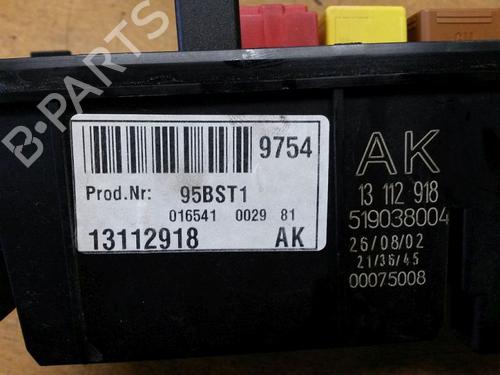 B-PARTS
9754
Prod.Nr: 95BST1
016541 0029 81
13112918 AK
AK
13 112 918
519038004
26/08/02
21/36/45
00075008
GM